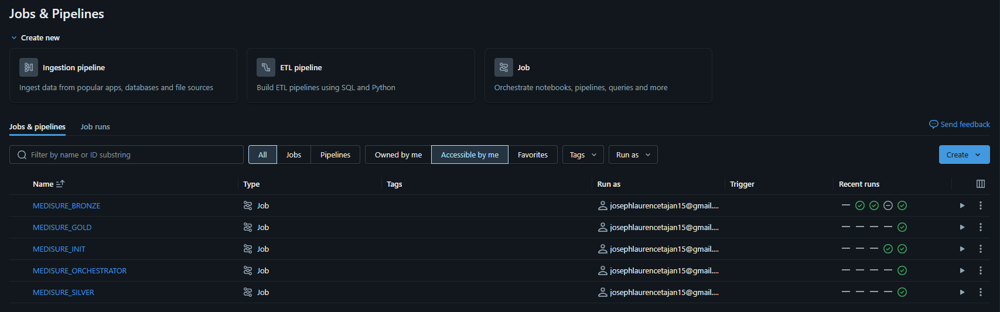 Jobs & Pipelines
Create new
Ingestion pipeline
Ingest data from popular apps, databases and file sources
ETL pipeline
Build ETL pipelines using SQL and Python
Job
Orchestrate notebooks, pipelines, queries and more
Jobs & pipelines Job runs Send feedback
Filter by name or ID substring All Jobs Pipelines Owned by me Accessible by me Favorites Tags Run as Create
Name Type Tags Run as Trigger Recent runs
MEDISURE_BRONZE Job josephlaurencetajan15@gmail....
MEDISURE_GOLD Job josephlaurencetajan15@gmail....
MEDISURE_INIT Job josephlaurencetajan15@gmail....
MEDISURE_ORCHESTRATOR Job josephlaurencetajan15@gmail....
MEDISURE_SILVER Job josephlaurencetajan15@gmail....